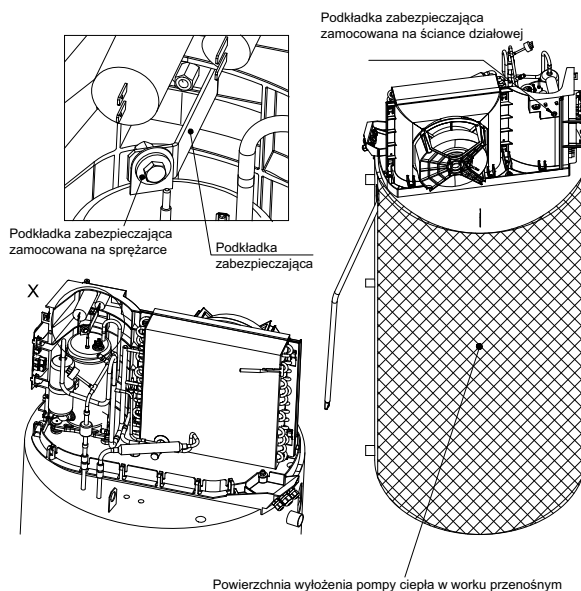 Podkładka zabezpieczająca
zamocowana na ściance działowej
Podkładka zabezpieczająca
zamocowana na sprężarce
Podkładka
zabezpieczająca
X
Powierzchnia wyłożenia pompy ciepła w worku przenośnym